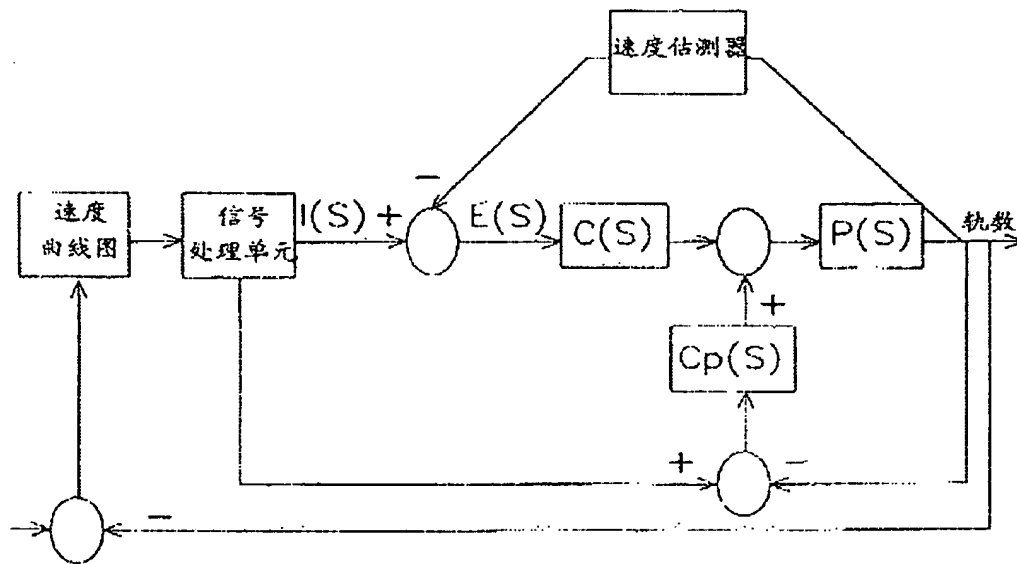 速度估测器
−
速度
曲线图
信号
处理单元
I(S) +
E(S)
C(S)
P(S)
轨数
+
Cp(S)
+
−
−